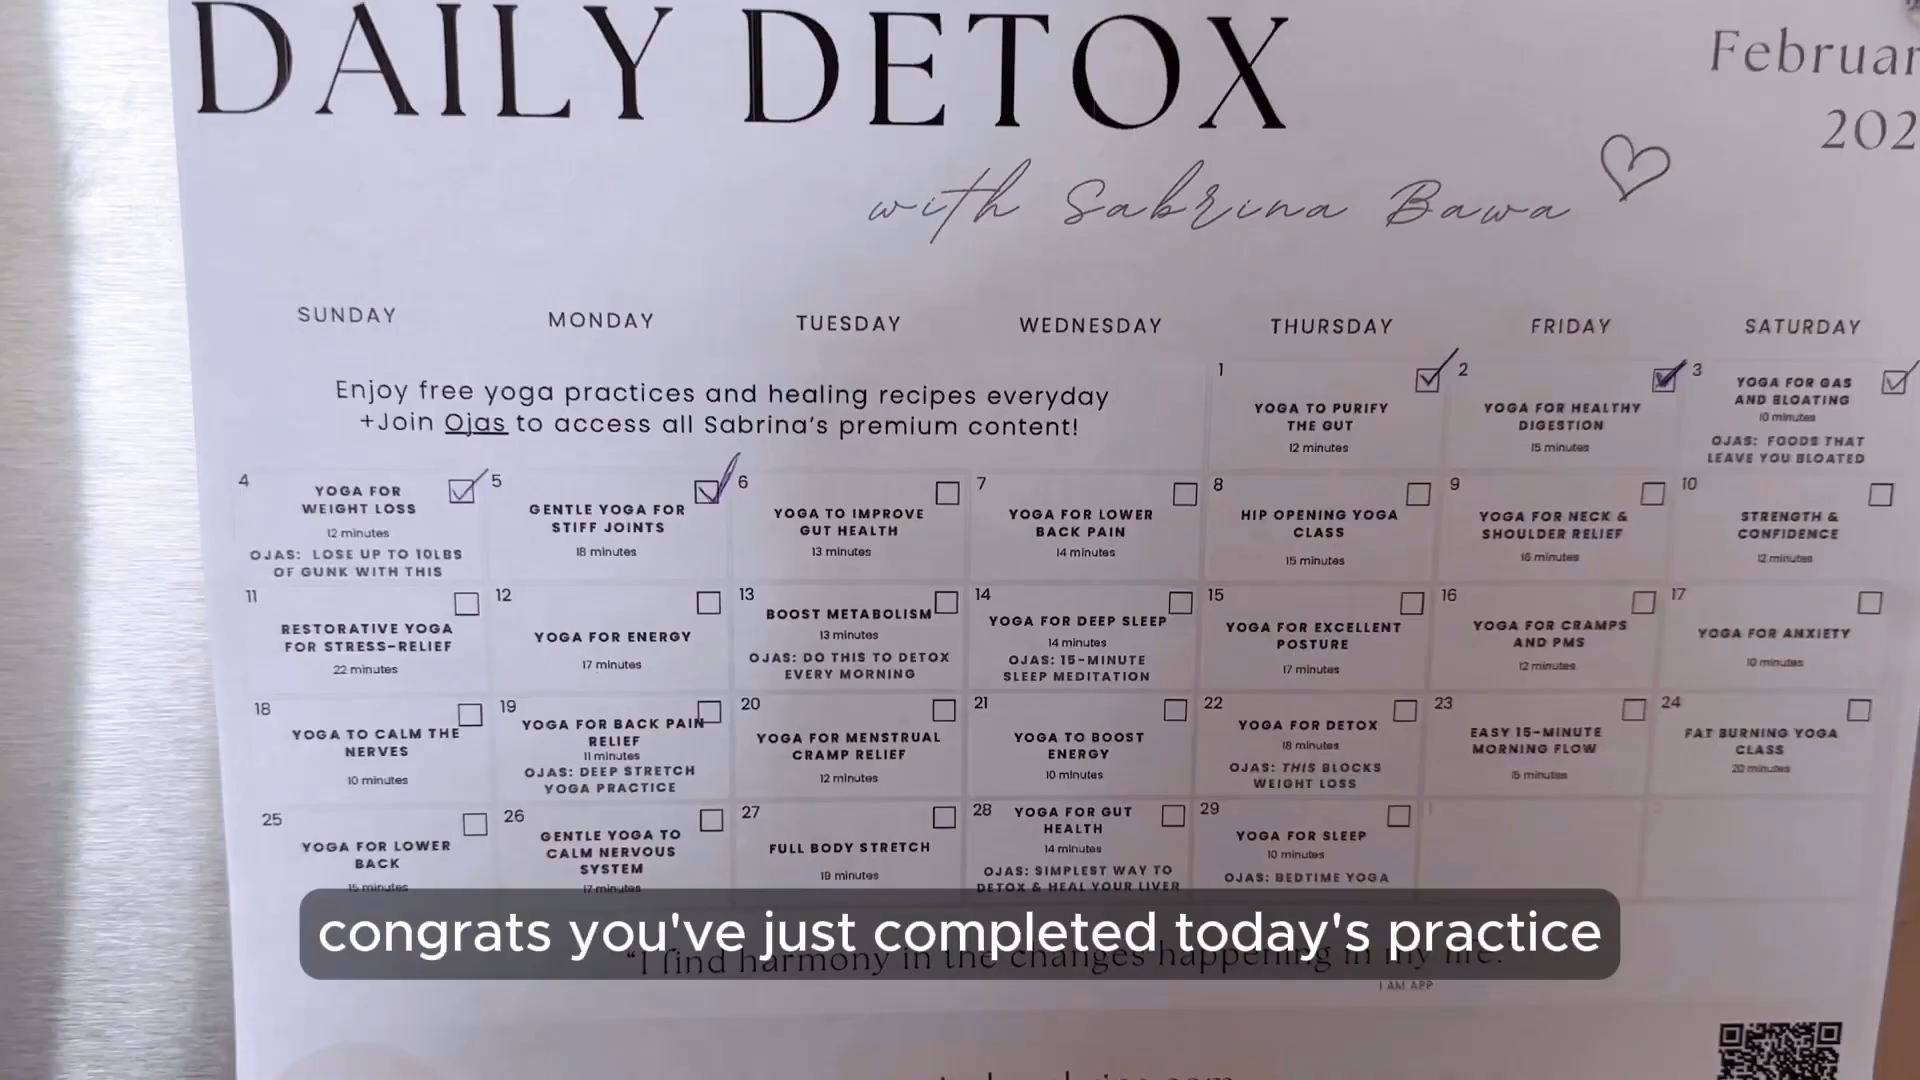 DAILY DETOX
Februar
202
with Sabrina Bawa
SUNDAY MONDAY TUESDAY WEDNESDAY THURSDAY FRIDAY SATURDAY
Enjoy free yoga practices and healing recipes everyday
+Join Ojas to access all Sabrina's premium content!
1
YOGA TO PURIFY
THE GUT
12 minutes
2
YOGA FOR HEALTHY
DIGESTION
15 minutes
3
YOGA FOR GAS
AND BLOATING
10 minutes
OJAS: FOODS THAT
LEAVE YOU BLOATED
4
YOGA FOR
WEIGHT LOSS
12 minutes
OJAS: LOSE UP TO 10LBS
OF GUNK WITH THIS
5
GENTLE YOGA FOR
STIFF JOINTS
18 minutes
6
YOGA TO IMPROVE
GUT HEALTH
13 minutes
7
YOGA FOR LOWER
BACK PAIN
14 minutes
8
HIP OPENING YOGA
CLASS
15 minutes
9
YOGA FOR NECK &
SHOULDER RELIEF
16 minutes
10
STRENGTH &
CONFIDENCE
12 minutes
11
RESTORATIVE YOGA
FOR STRESS-RELIEF
22 minutes
12
YOGA FOR ENERGY
17 minutes
13
BOOST METABOLISM
13 minutes
OJAS: DO THIS TO DETOX
EVERY MORNING
14
YOGA FOR DEEP SLEEP
14 minutes
OJAS: 15-MINUTE
SLEEP MEDITATION
15
YOGA FOR EXCELLENT
POSTURE
17 minutes
16
YOGA FOR CRAMPS
AND PMS
12 minutes
17
YOGA FOR ANXIETY
10 minutes
18
YOGA TO CALM THE
NERVES
10 minutes
19
YOGA FOR BACK PAIN
RELIEF
11 minutes
OJAS: DEEP STRETCH
YOGA PRACTICE
20
YOGA FOR MENSTRUAL
CRAMP RELIEF
12 minutes
21
YOGA TO BOOST
ENERGY
10 minutes
22
YOGA FOR DETOX
18 minutes
OJAS: THIS BLOCKS
WEIGHT LOSS
23
EASY 15-MINUTE
MORNING FLOW
15 minutes
24
FAT BURNING YOGA
CLASS
20 minutes
25
YOGA FOR LOWER
BACK
15 minutes
26
GENTLE YOGA TO
CALM NERVOUS
SYSTEM
17 minutes
27
FULL BODY STRETCH
19 minutes
28
YOGA FOR GUT
HEALTH
14 minutes
OJAS: SIMPLEST WAY TO
DETOX & HEAL YOUR LIVER
29
YOGA FOR SLEEP
10 minutes
OJAS: BEDTIME YOGA
congrats you've just completed today's practice
"I find harmony in the changes happening in my life."
I AM APP